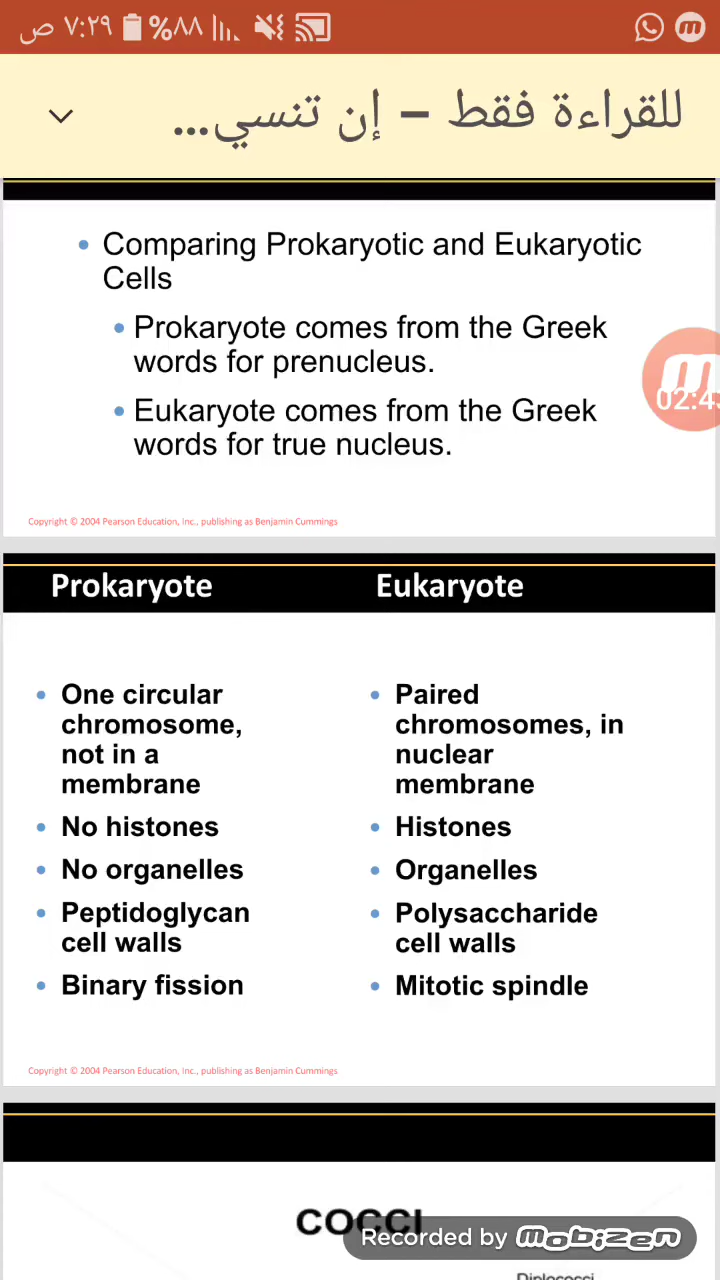 ص ٧:٢٩ %٨٨
للقراءة فقط – إن تنسي...
Comparing Prokaryotic and Eukaryotic
Cells
Prokaryote comes from the Greek
words for prenucleus.
02:4
Eukaryote comes from the Greek
words for true nucleus.
Copyright © 2004 Pearson Education, Inc., publishing as Benjamin Cummings
Prokaryote
One circular
chromosome,
not in a
membrane
No histones
No organelles
Peptidoglycan
cell walls
Binary fission
Eukaryote
Paired
chromosomes, in
nuclear
membrane
Histones
Organelles
Polysaccharide
cell walls
Mitotic spindle
Copyright © 2004 Pearson Education, Inc., publishing as Benjamin Cummings
COCCI
Recorded by mobizen
Diplococci